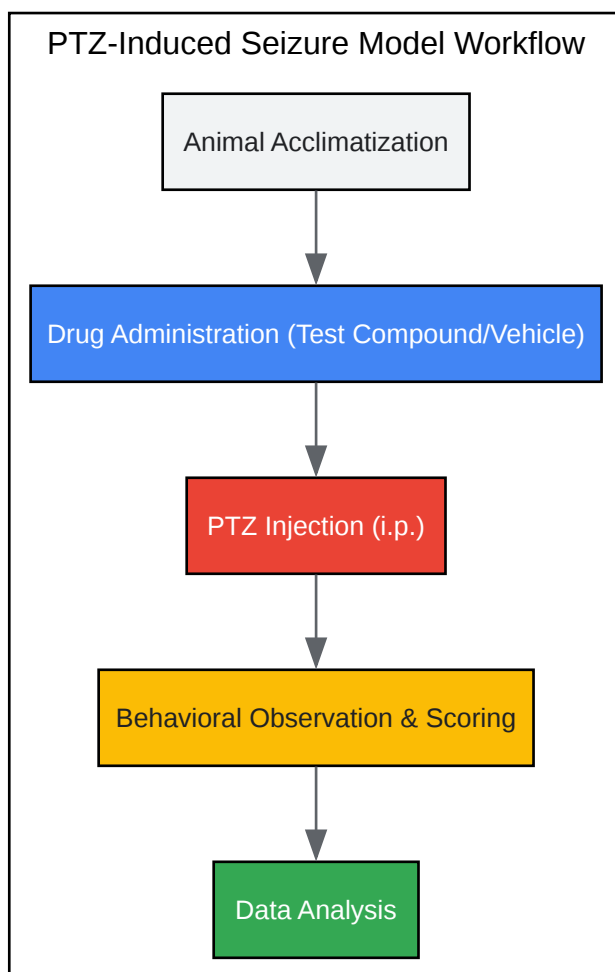 PTZ-Induced Seizure Model Workflow
Animal Acclimatization
Drug Administration (Test Compound/Vehicle)
PTZ Injection (i.p.)
Behavioral Observation & Scoring
Data Analysis